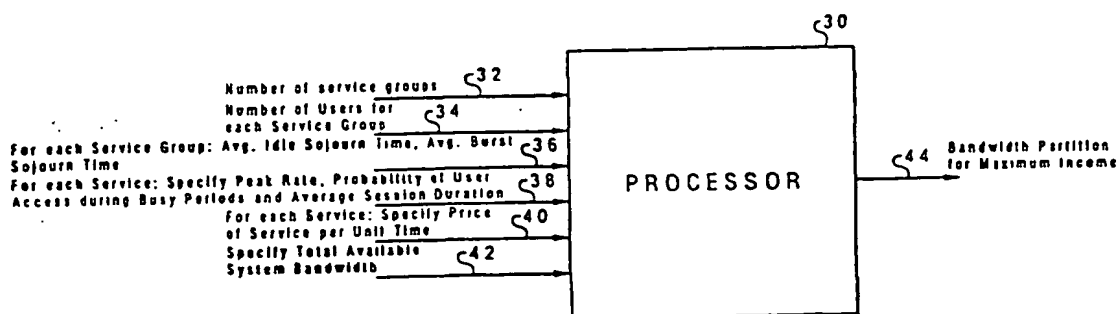 30
Number of service groups 32
Number of Users for
each Service Group 34
For each Service Group: Avg. Idle Sojourn Time, Avg. Burst
Sojourn Time 36
For each Service: Specify Peak Rate, Probability of User
Access during Busy Periods and Average Session Duration 38
For each Service: Specify Price
of Service per Unit Time 40
Specify Total Available
System Bandwidth 42
PROCESSOR
44 Bandwidth Partition
for Maximum Income